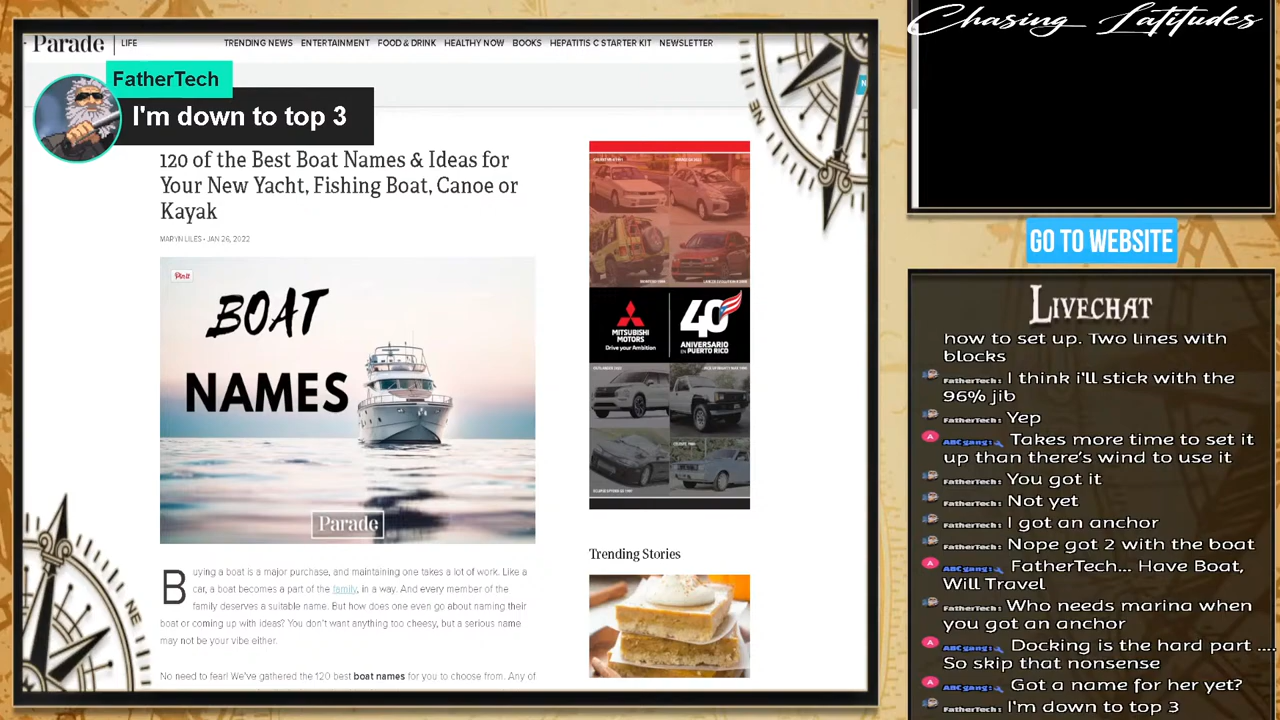 Parade LIFE TRENDING NEWS ENTERTAINMENT FOOD & DRINK HEALTHY NOW BOOKS HEPATITIS C STARTER KIT NEWSLETTER
FatherTech
I'm down to top 3
120 of the Best Boat Names & Ideas for
Your New Yacht, Fishing Boat, Canoe or
Kayak
MARYN LILES • JAN 26, 2022
Pin it
BOAT
NAMES
Parade
Buying a boat is a major purchase, and maintaining one takes a lot of work. Like a
car, a boat becomes a part of the family, in a way. And every member of the
family deserves a suitable name. But how does one even go about naming their
boat or coming up with ideas? You don't want anything too cheesy, but a serious name
may not be your vibe either.
No need to fear! We've gathered the 120 best boat names for you to choose from. Any of
NE
MITSUBISHI
MOTORS
Drive your Ambition
40
ANIVERSARIO
EN PUERTO RICO
Trending Stories
NE
Chasing Latitudes
GO TO WEBSITE
LIVECHAT
how to set up. Two lines with
blocks
FatherTech: I think i'll stick with the
96% jib
FatherTech: Yep
ABCgang: Takes more time to set it
up than there's wind to use it
FatherTech: You got it
FatherTech: Not yet
FatherTech: I got an anchor
FatherTech: Nope got 2 with the boat
ABCgang: FatherTech... Have Boat,
Will Travel
FatherTech: Who needs marina when
you got an anchor
ABCgang: Docking is the hard part ....
So skip that nonsense
ABCgang: Got a name for her yet?
FatherTech: I'm down to top 3